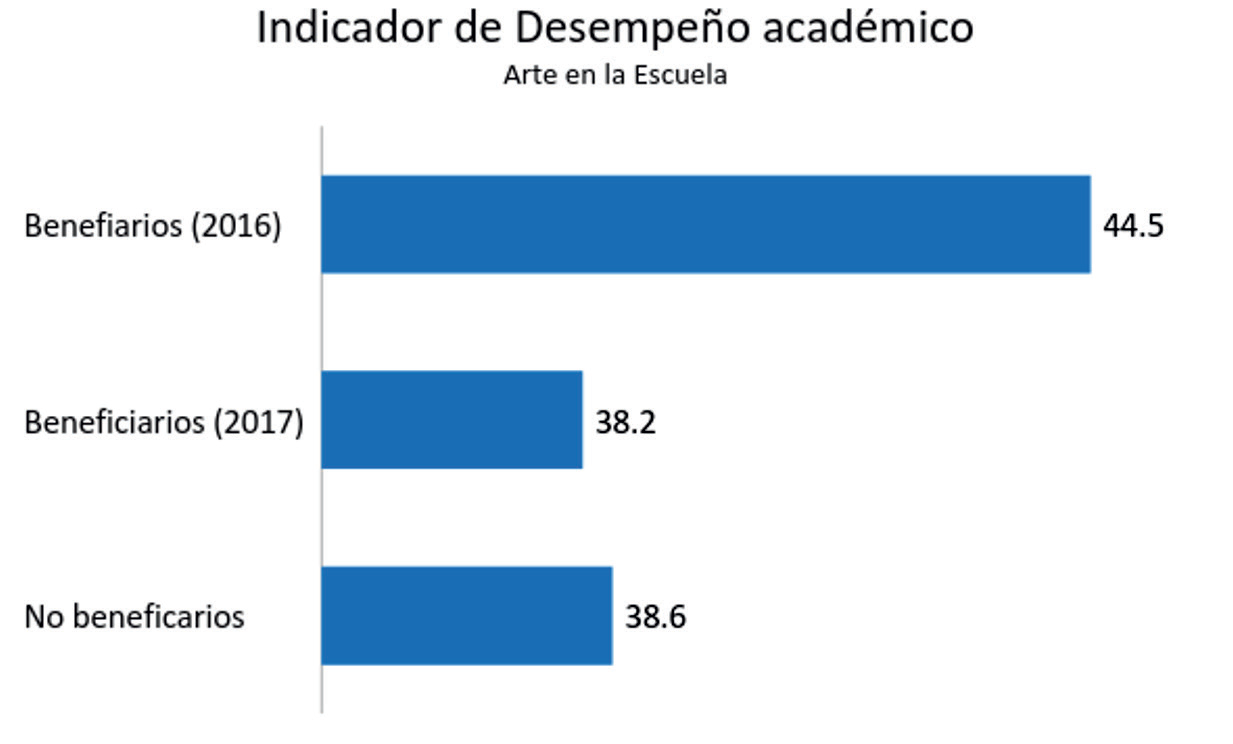 Indicador de Desempeño académico
Arte en la Escuela
Benefiarios (2016) 44.5
Beneficiarios (2017) 38.2
No beneficarios 38.6